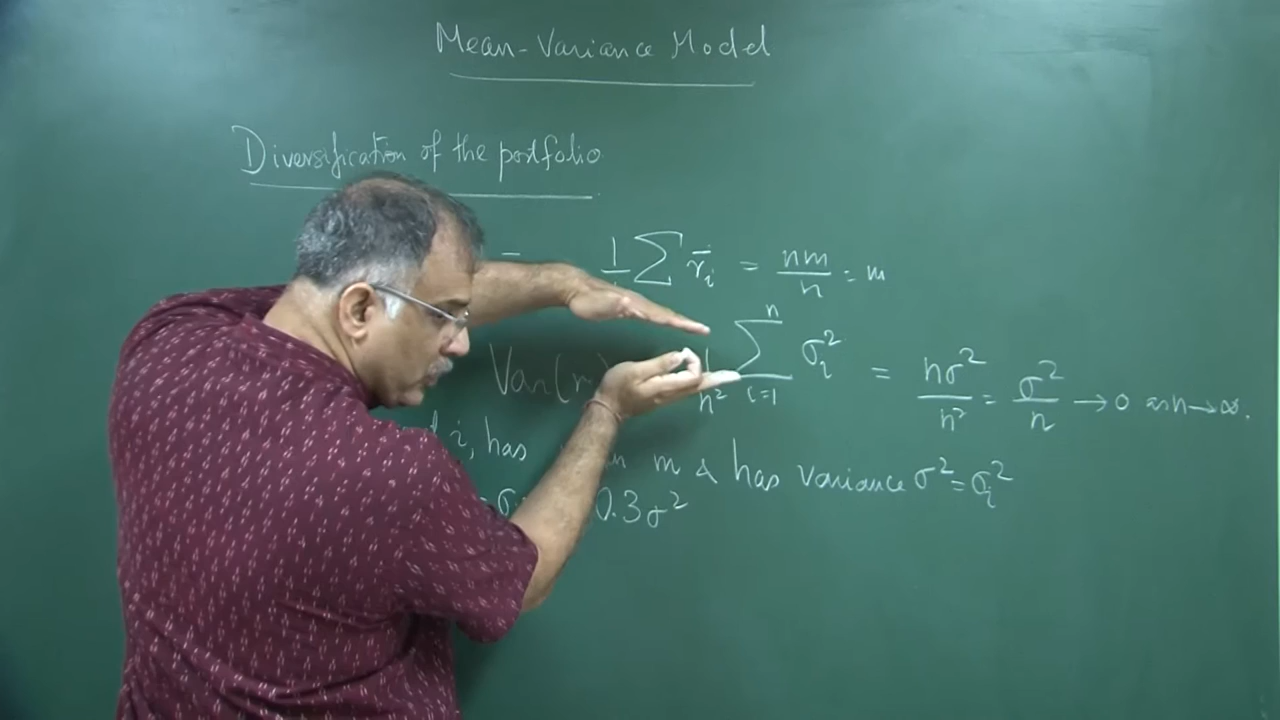 Mean-Variance Model
Diversification of the portfolio
1 ∑ r̄ᵢ = nm/n = m
Var(r 1/n² ∑ⁿᵢ₌₁ σᵢ² = nσ²/n² = σ²/n → 0 as n → ∞.
i, has m & has variance σ² = σᵢ²
0.3σ²